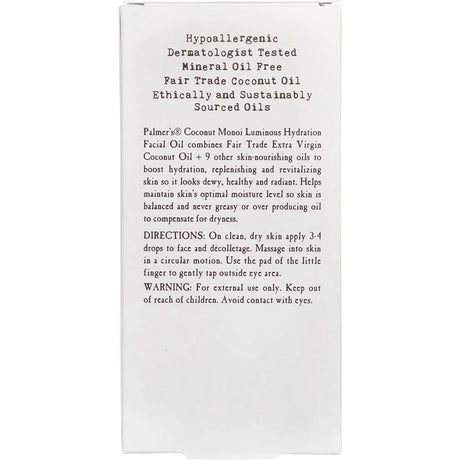 Hypoallergenic
Dermatologist Tested
Mineral Oil Free
Fair Trade Coconut Oil
Ethically and Sustainably
Sourced Oils
Palmer's® Coconut Monoi Luminous Hydration
Facial Oil combines Fair Trade Extra Virgin
Coconut Oil + 9 other skin-nourishing oils to
boost hydration, replenishing and revitalizing
skin so it looks dewy, healthy and radiant. Helps
maintain skin's optimal moisture level so skin is
balanced and never greasy or over producing oil
to compensate for dryness.
DIRECTIONS: On clean, dry skin apply 3-4
drops to face and décolletage. Massage into skin
in a circular motion. Use the pad of the little
finger to gently tap outside eye area.
WARNING: For external use only. Keep out
of reach of children. Avoid contact with eyes.